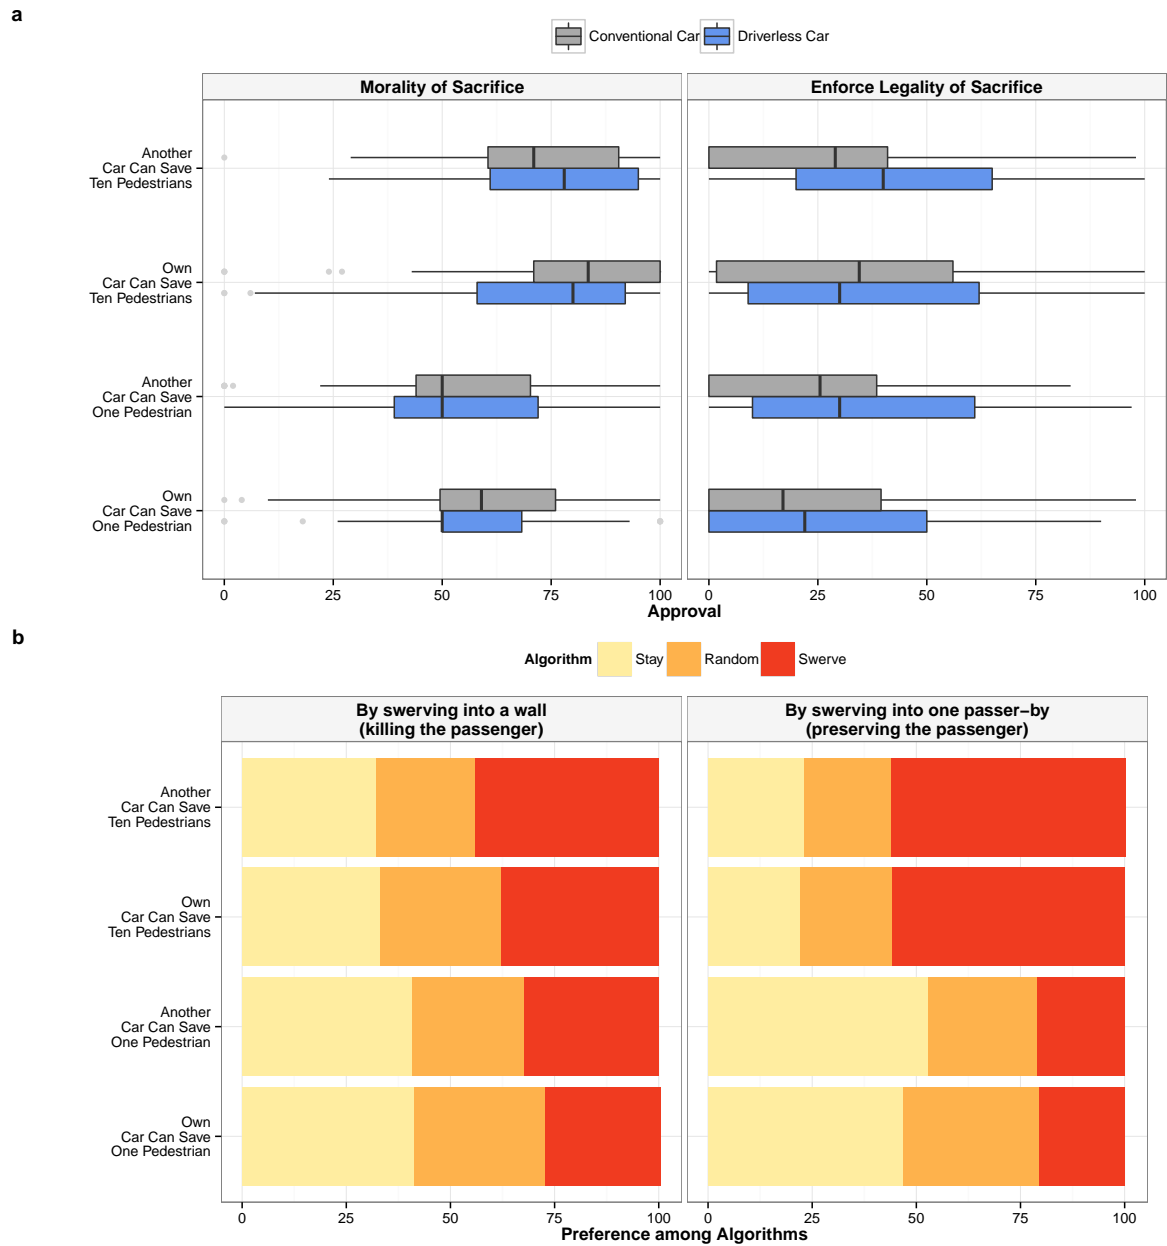 a
Conventional Car Driverless Car
Morality of Sacrifice Enforce Legality of Sacrifice
Another
Car Can Save
Ten Pedestrians
Own
Car Can Save
Ten Pedestrians
Another
Car Can Save
One Pedestrian
Own
Car Can Save
One Pedestrian
0 25 50 75 100 0 25 50 75 100
Approval
b
Algorithm Stay Random Swerve
By swerving into a wall
(killing the passenger)
By swerving into one passer−by
(preserving the passenger)
Another
Car Can Save
Ten Pedestrians
Own
Car Can Save
Ten Pedestrians
Another
Car Can Save
One Pedestrian
Own
Car Can Save
One Pedestrian
0 25 50 75 100 0 25 50 75 100
Preference among Algorithms